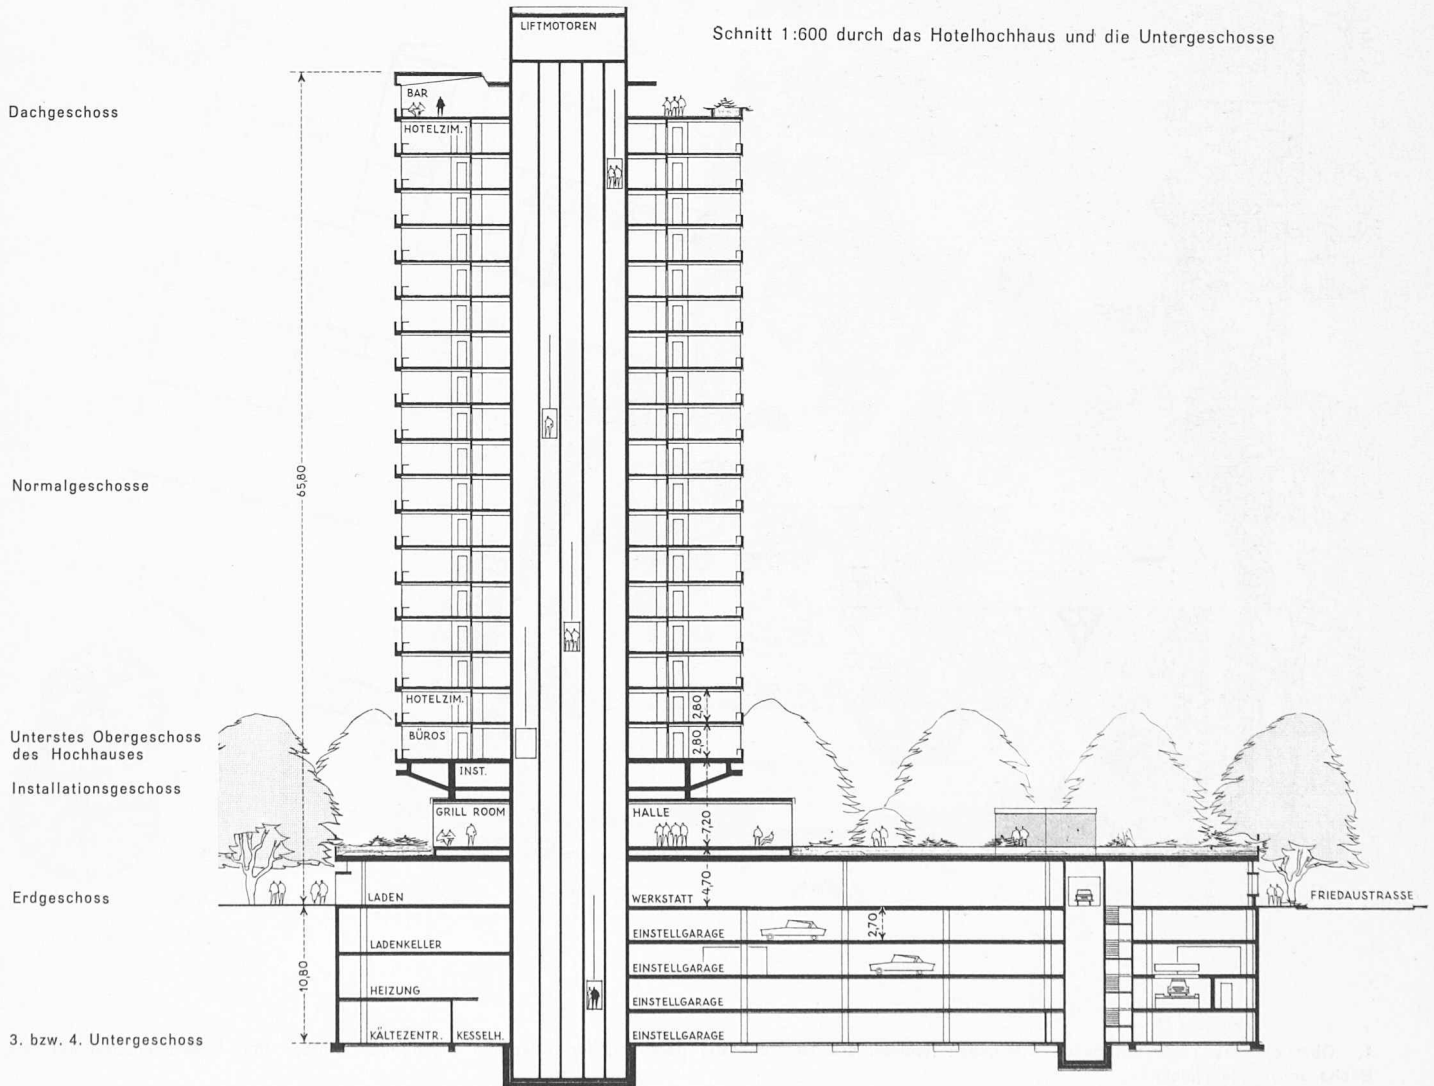 LIFTMOTOREN
Schnitt 1:600 durch das Hotelhochhaus und die Untergeschosse
Dachgeschoss
BAR
HOTELZIM.
65,80
Normalgeschosse
HOTELZIM.
2,80
Unterstes Obergeschoss
des Hochhauses
BÜROS
2,80
INST.
Installationsgeschoss
GRILL ROOM
HALLE
7,20
Erdgeschoss
LADEN
WERKSTATT
4,70
FRIEDAUSTRASSE
LADENKELLER
EINSTELLGARAGE
2,70
EINSTELLGARAGE
10,80
HEIZUNG
EINSTELLGARAGE
3. bzw. 4. Untergeschoss
KÄLTEZENTR.
KESSELH.
EINSTELLGARAGE